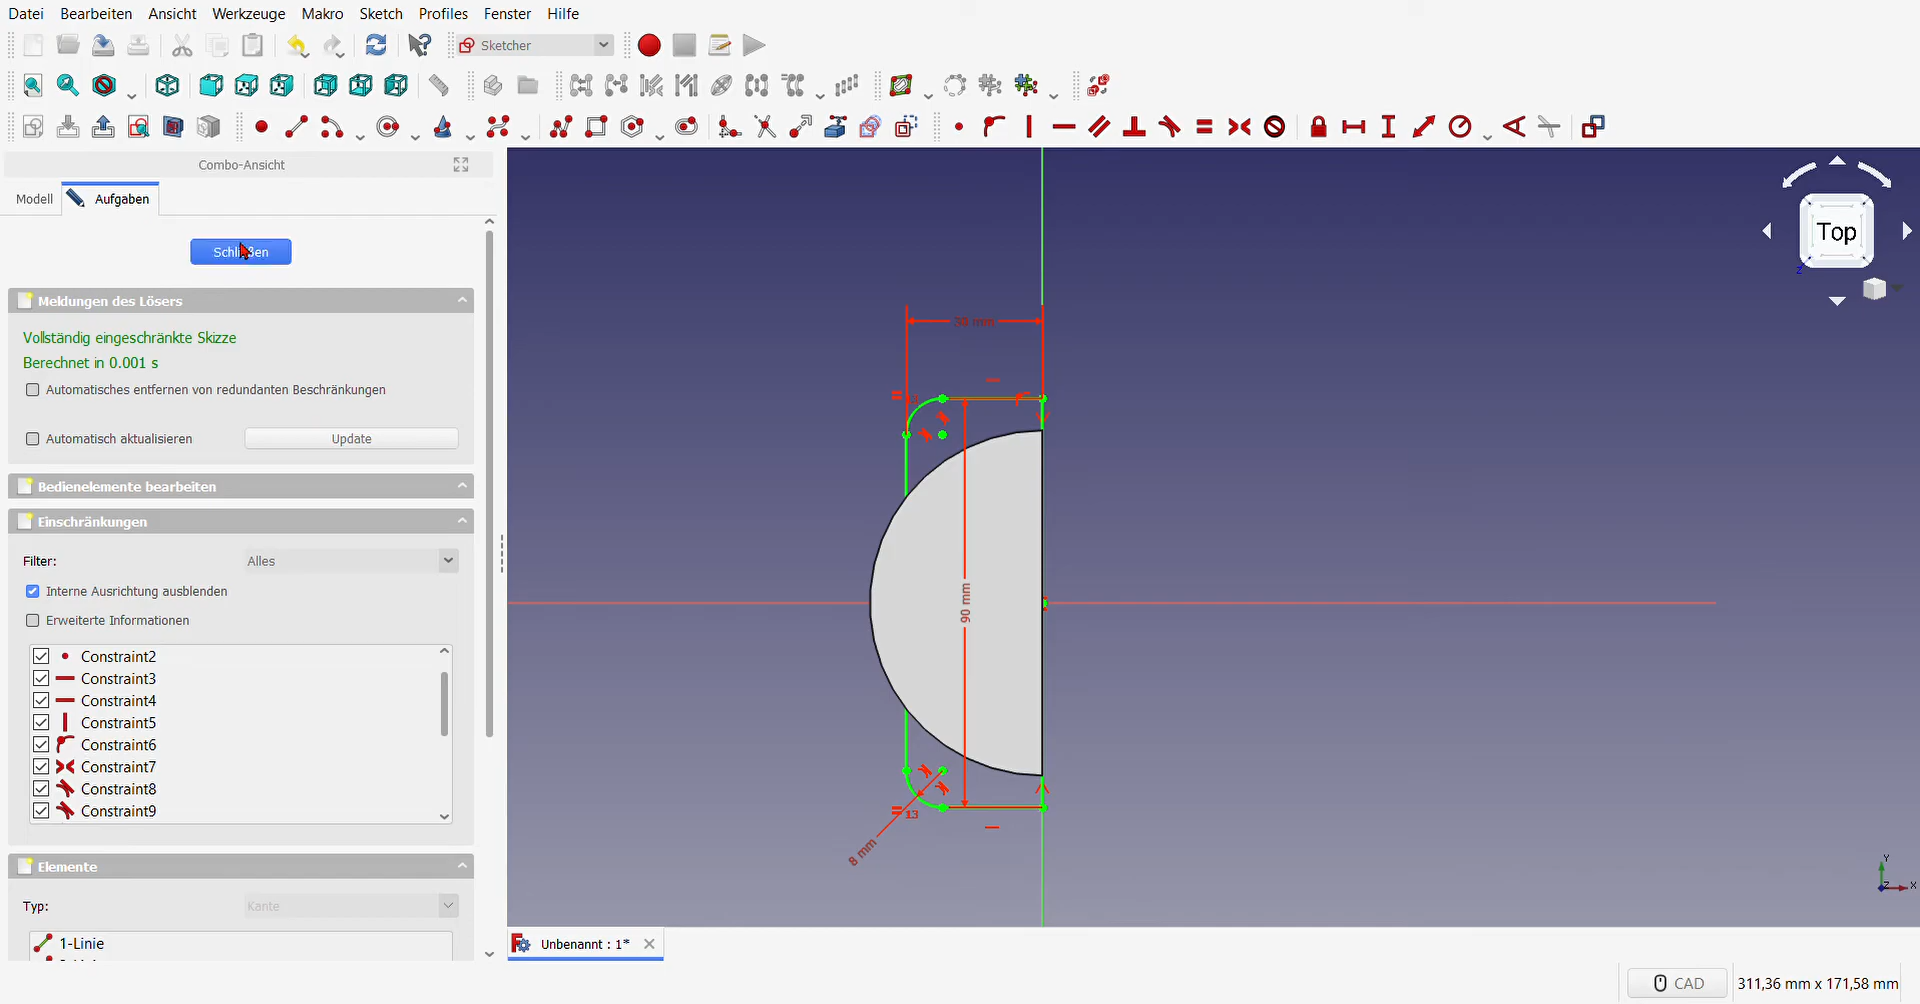 Datei Bearbeiten Ansicht Werkzeuge Makro Sketch Profiles Fenster Hilfe
Sketcher
Combo-Ansicht
Modell Aufgaben
Schließen
Meldungen des Lösers
Vollständig eingeschränkte Skizze
Berechnet in 0.001 s
Automatisches entfernen von redundanten Beschränkungen
Automatisch aktualisieren Update
Bedienelemente bearbeiten
Einschränkungen
Filter: Alles
Interne Ausrichtung ausblenden
Erweiterte Informationen
Constraint2
Constraint3
Constraint4
Constraint5
Constraint6
Constraint7
Constraint8
Constraint9
Elemente
Typ: Kante
1-Linie
Top
Z
mm
90 mm
13
8 mm
Y
Z X
Unbenannt : 1*
CAD 311,36 mm x 171,58 mm